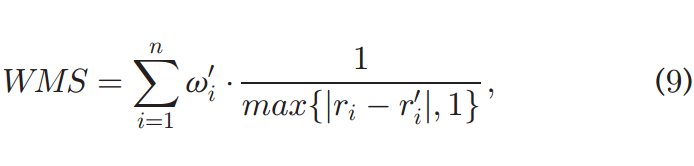 WMS = \sum_{i=1}^{n} \omega'_i \cdot \frac{1}{max\{|r_i - r'_i|, 1\}}, (9)